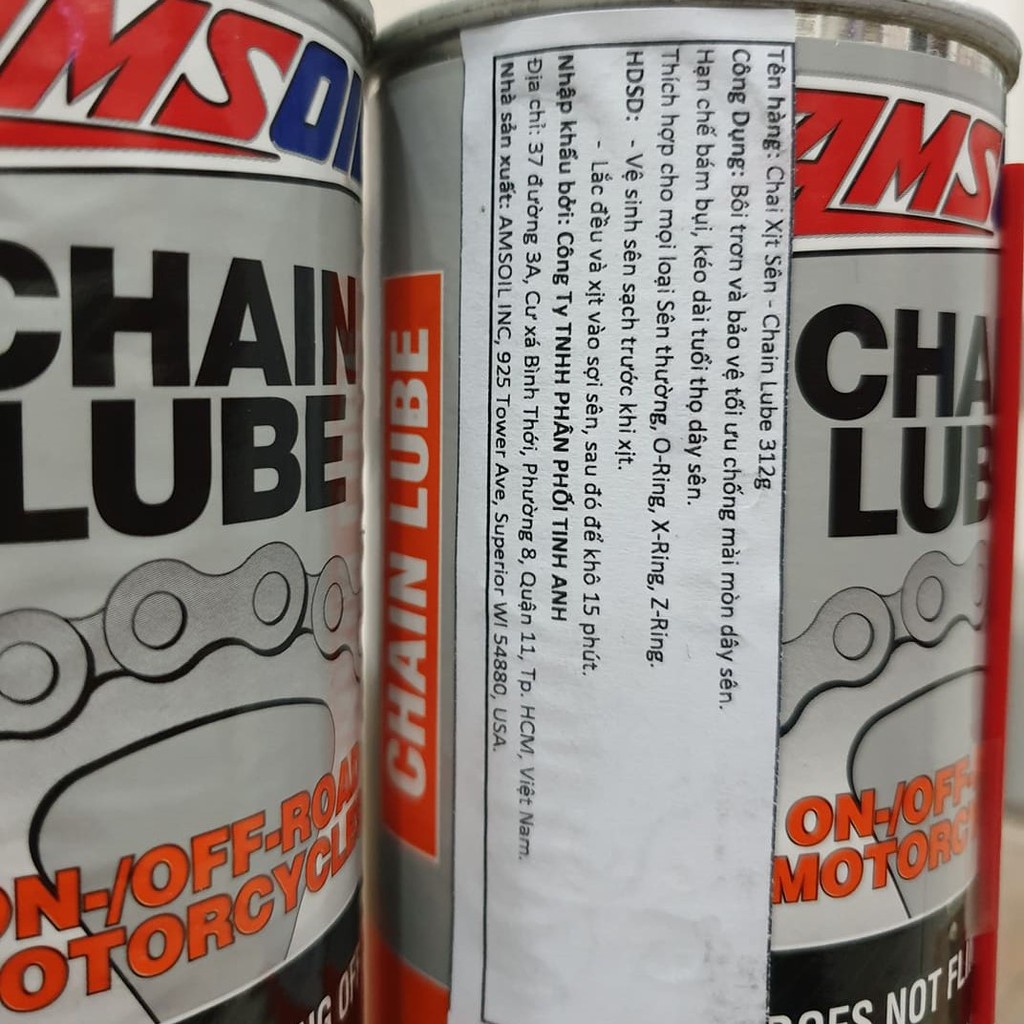 AMSOIL
CHAIN
LUBE
ON-/OFF-ROAD
MOTORCYCLE
CHAIN LUBE
Tên hàng: Chai Xịt Sên - Chain Lube 312g
Công Dụng: Bôi trơn và bảo vệ tối ưu chống mài mòn dây sên.
Hạn chế bám bụi, kéo dài tuổi thọ dây sên.
Thích hợp cho mọi loại Sên thường, O-Ring, X-Ring, Z-Ring.
HDSD: - Vệ sinh sên sạch trước khi xịt.
- Lắc đều và xịt vào sợi sên, sau đó để khô 15 phút.
Nhập khẩu bởi: Công Ty TNHH PHÂN PHỐI TINH ANH
Địa chỉ: 37 đường 3A, Cư xá Bình Thới, Phường 8, Quận 11, Tp. HCM, Việt Nam.
Nhà sản xuất: AMSOIL INC, 925 Tower Ave, Superior WI 54880, USA.
AMS
CHA
LUB
ON-/OFF-
MOTORCY
DOES NOT FLI